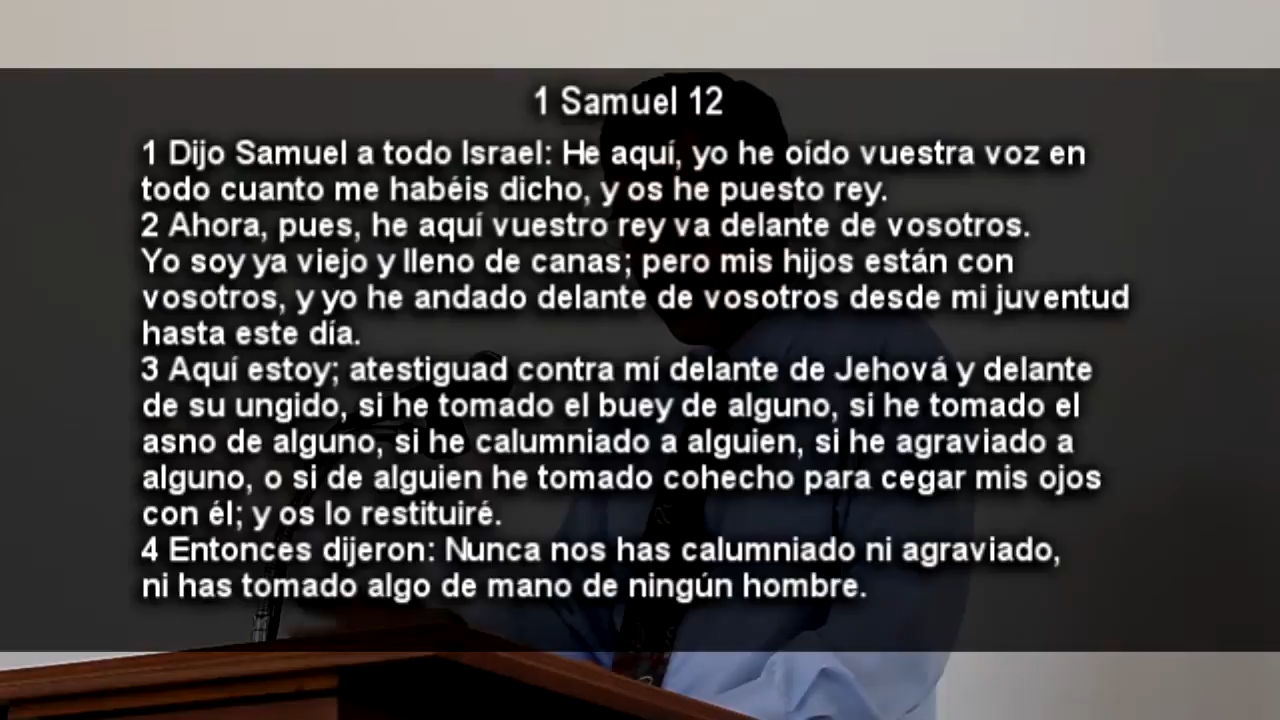 1 Samuel 12
1 Dijo Samuel a todo Israel: He aquí, yo he oído vuestra voz en
todo cuanto me habéis dicho, y os he puesto rey.
2 Ahora, pues, he aquí vuestro rey va delante de vosotros.
Yo soy ya viejo y lleno de canas; pero mis hijos están con
vosotros, y yo he andado delante de vosotros desde mi juventud
hasta este día.
3 Aquí estoy; atestiguad contra mí delante de Jehová y delante
de su ungido, si he tomado el buey de alguno, si he tomado el
asno de alguno, si he calumniado a alguien, si he agraviado a
alguno, o si de alguien he tomado cohecho para cegar mis ojos
con él; y os lo restituiré.
4 Entonces dijeron: Nunca nos has calumniado ni agraviado,
ni has tomado algo de mano de ningún hombre.